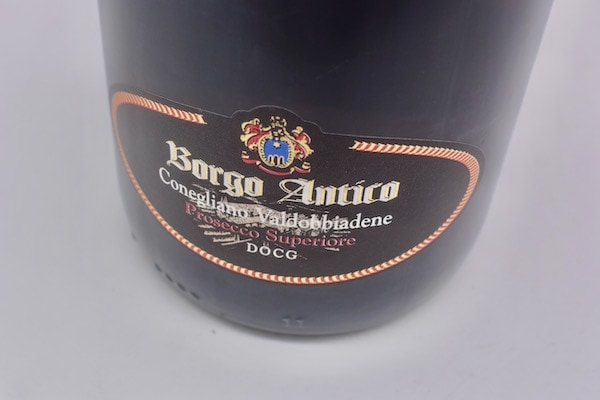 Borgo Antico
Conegliano Valdobbiadene
Prosecco Superiore
DOCG